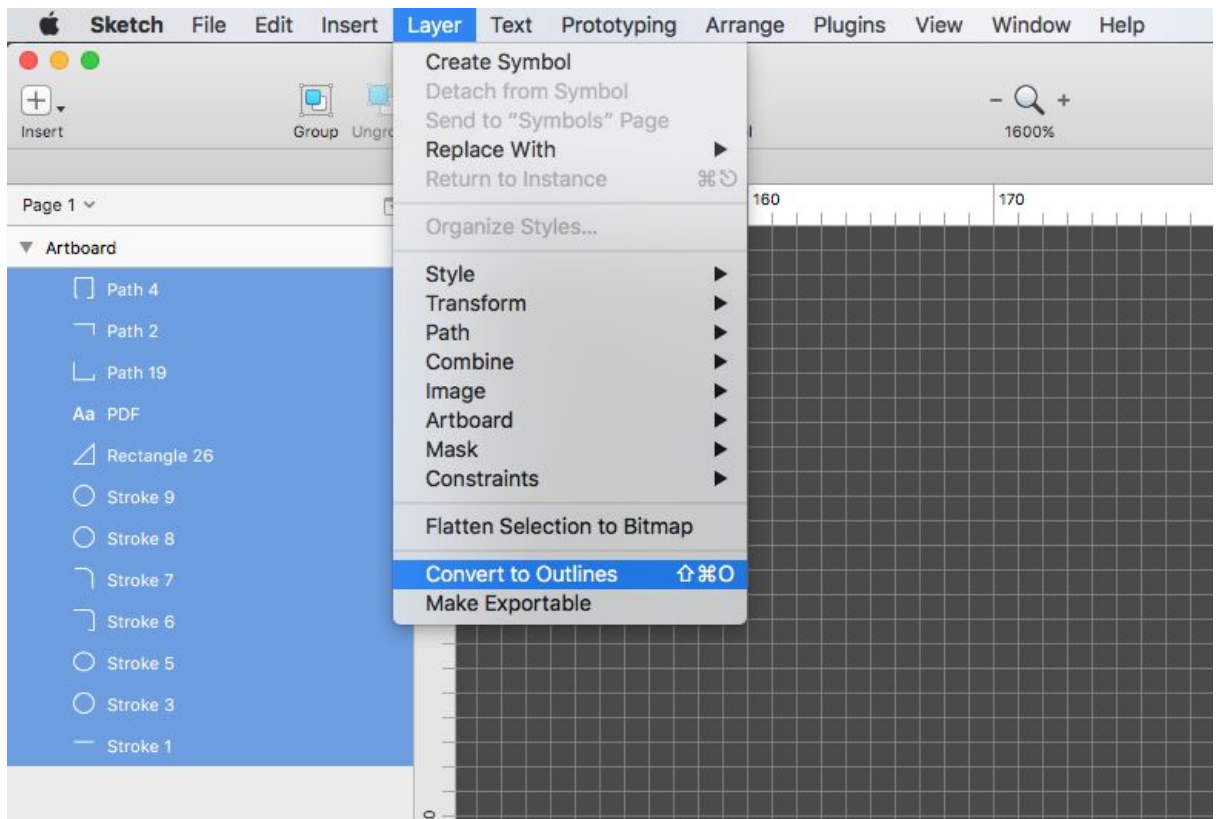 Sketch File Edit Insert Layer Text Prototyping Arrange Plugins View Window Help
Insert
Group
1600%
Page 1
160
170
Artboard
Path 4
Path 2
Path 19
Aa PDF
Rectangle 26
Stroke 9
Stroke 8
Stroke 7
Stroke 6
Stroke 5
Stroke 3
Stroke 1
Create Symbol
Detach from Symbol
Send to “Symbols” Page
Replace With
Return to Instance ⌘⎋
Organize Styles...
Style
Transform
Path
Combine
Image
Artboard
Mask
Constraints
Flatten Selection to Bitmap
Convert to Outlines ⇧⌘O
Make Exportable